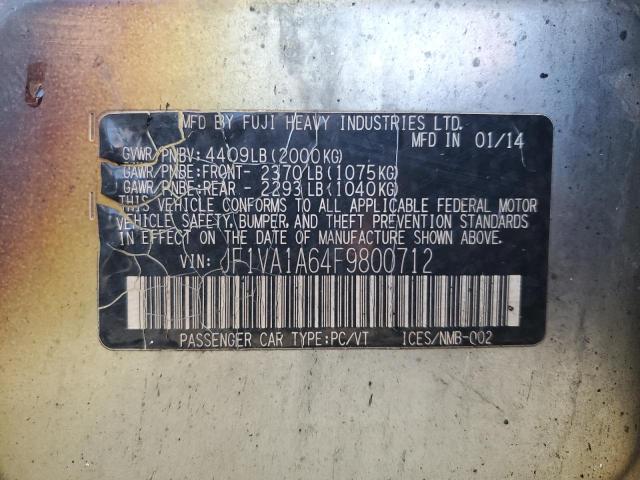 MFD BY FUJI HEAVY INDUSTRIES LTD.
MFD IN 01/14
GVWR/PNBV: 4409LB (2000KG)
GAWR/PNBE:FRONT- 2370LB (1075KG)
GAWR/PNBE:REAR - 2293LB (1040KG)
THIS VEHICLE CONFORMS TO ALL APPLICABLE FEDERAL MOTOR
VEHICLE SAFETY, BUMPER, AND THEFT PREVENTION STANDARDS
IN EFFECT ON THE DATE OF MANUFACTURE SHOWN ABOVE.
VIN: JF1VA1A64F9800712
PASSENGER CAR TYPE:PC/VT ICES/NMB-002